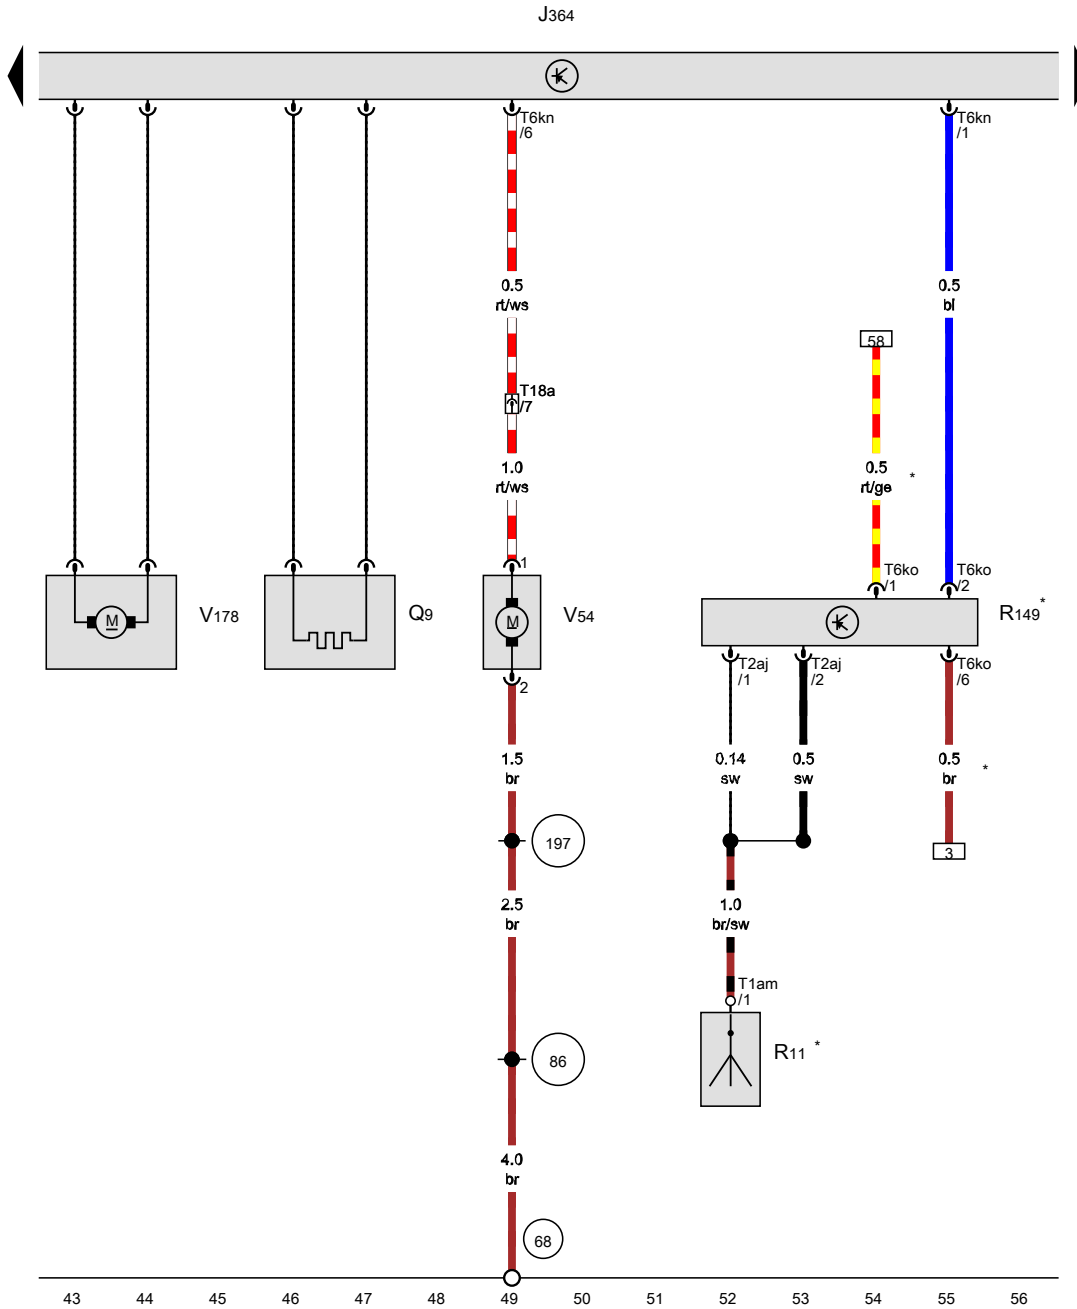 J364
T6kn
/6
T6kn
/1
0.5
rt/ws
0.5
bl
58
T18a
/7
1.0
rt/ws
0.5
rt/ge
*
1
T6ko
/1
T6ko
/2
M
V178
Q9
M
V54
R149
*
2
T2aj
/1
T2aj
/2
T6ko
/6
1.5
br
0.14
sw
0.5
sw
0.5
br
*
197
3
2.5
br
1.0
br/sw
T1am
/1
86
R11
*
4.0
br
68
43 44 45 46 47 48 49 50 51 52 53 54 55 56